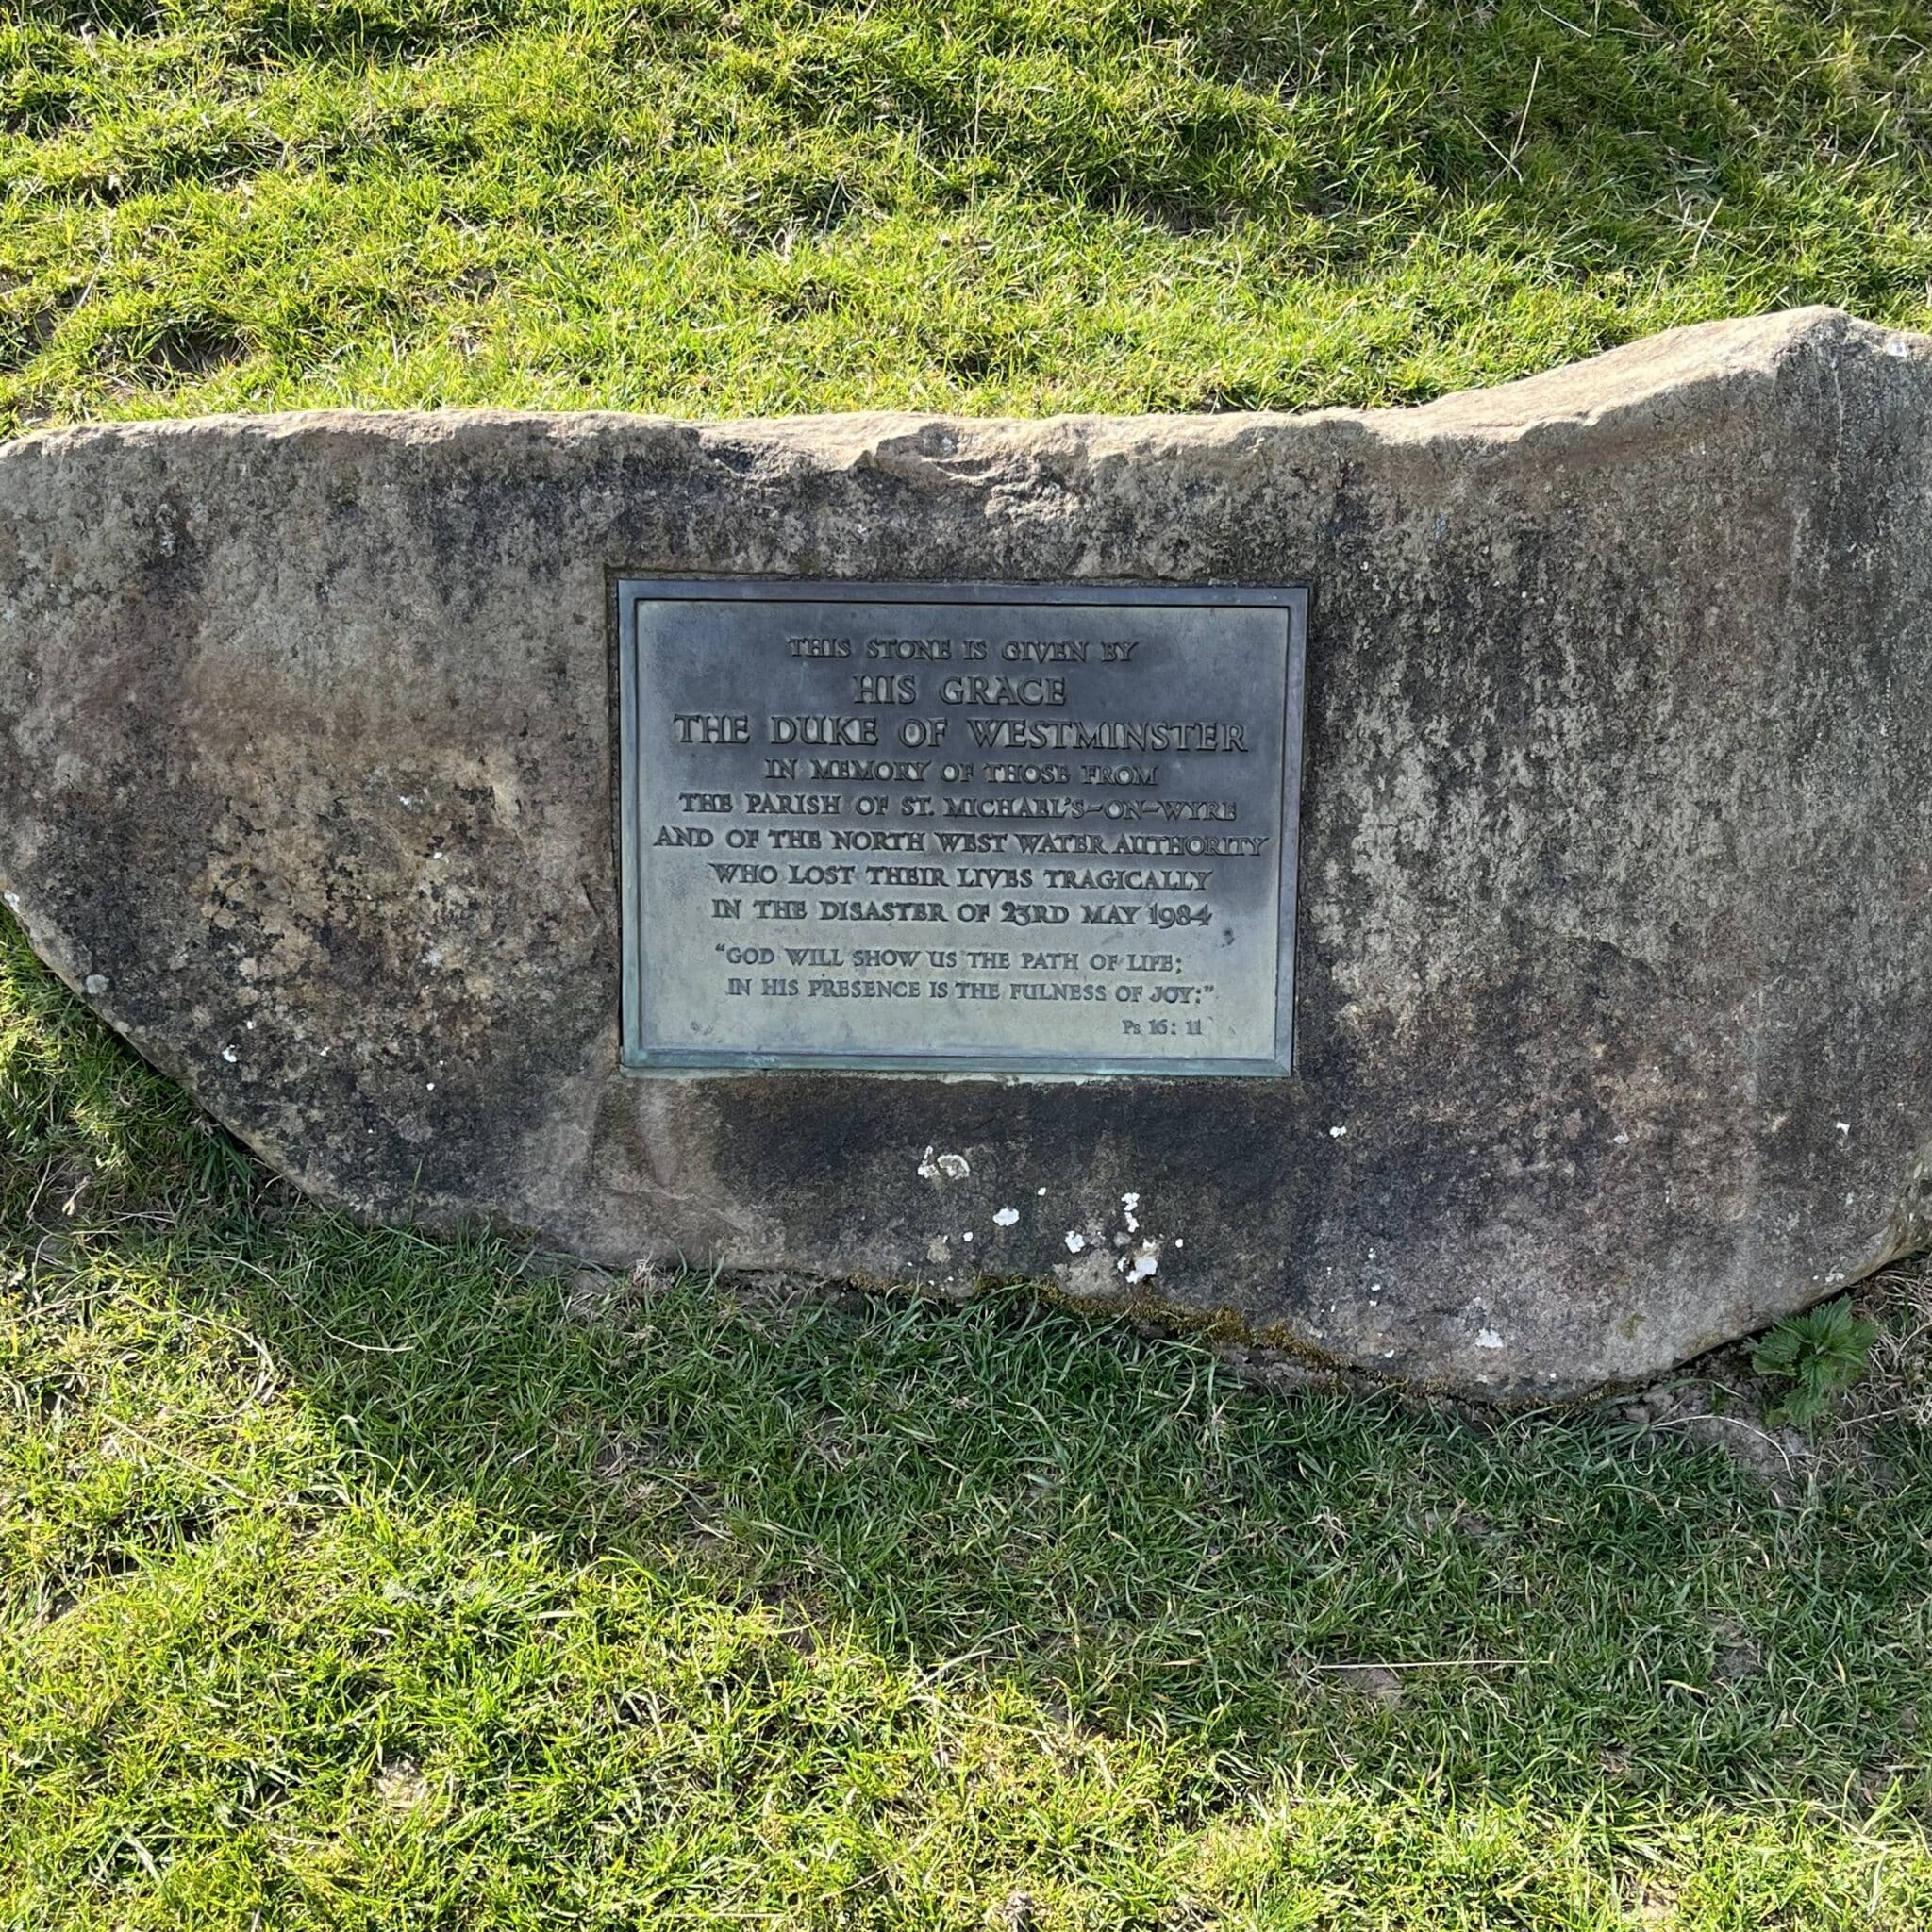 THIS STONE IS GIVEN BY
HIS GRACE
THE DUKE OF WESTMINSTER
IN MEMORY OF THOSE FROM
THE PARISH OF ST. MICHAEL'S-ON-WYRE
AND OF THE NORTH WEST WATER AUTHORITY
WHO LOST THEIR LIVES TRAGICALLY
IN THE DISASTER OF 23RD MAY 1984
"GOD WILL SHOW US THE PATH OF LIFE;
IN HIS PRESENCE IS THE FULNESS OF JOY:"
Ps 16: 11